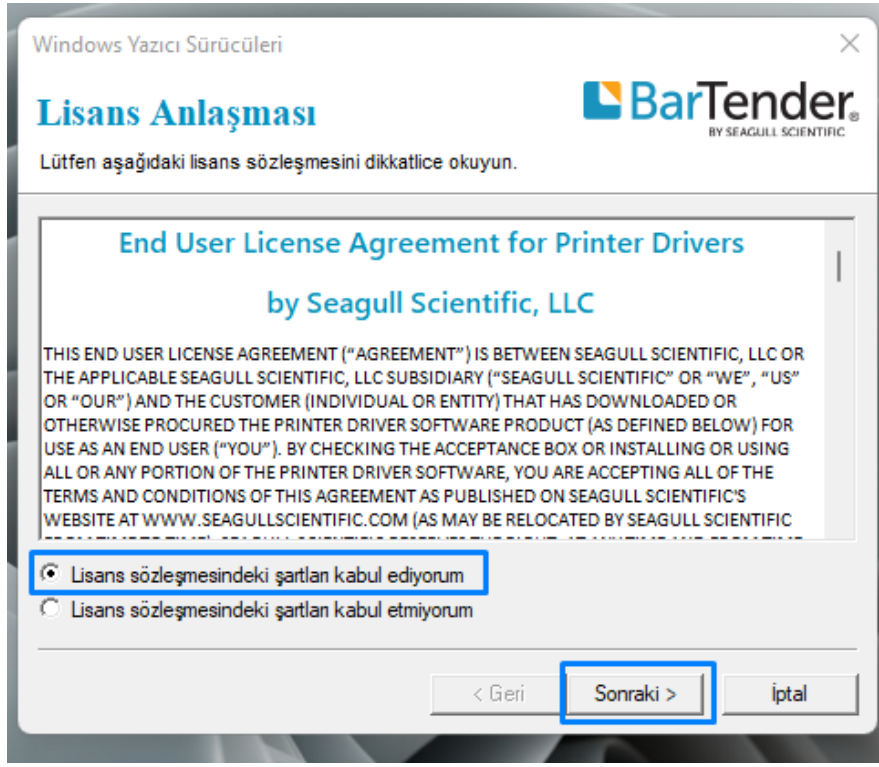 Windows Yazıcı Sürücüleri
Lisans Anlaşması
BarTender®
BY SEAGULL SCIENTIFIC
Lütfen aşağıdaki lisans sözleşmesini dikkatlice okuyun.
End User License Agreement for Printer Drivers
by Seagull Scientific, LLC
THIS END USER LICENSE AGREEMENT (“AGREEMENT”) IS BETWEEN SEAGULL SCIENTIFIC, LLC OR
THE APPLICABLE SEAGULL SCIENTIFIC, LLC SUBSIDIARY (“SEAGULL SCIENTIFIC” OR “WE”, “US”
OR “OUR”) AND THE CUSTOMER (INDIVIDUAL OR ENTITY) THAT HAS DOWNLOADED OR
OTHERWISE PROCURED THE PRINTER DRIVER SOFTWARE PRODUCT (AS DEFINED BELOW) FOR
USE AS AN END USER (“YOU”). BY CHECKING THE ACCEPTANCE BOX OR INSTALLING OR USING
ALL OR ANY PORTION OF THE PRINTER DRIVER SOFTWARE, YOU ARE ACCEPTING ALL OF THE
TERMS AND CONDITIONS OF THIS AGREEMENT AS PUBLISHED ON SEAGULL SCIENTIFIC'S
WEBSITE AT WWW.SEAGULLSCIENTIFIC.COM (AS MAY BE RELOCATED BY SEAGULL SCIENTIFIC
Lisans sözleşmesindeki şartları kabul ediyorum
Lisans sözleşmesindeki şartları kabul etmiyorum
< Geri
Sonraki >
İptal